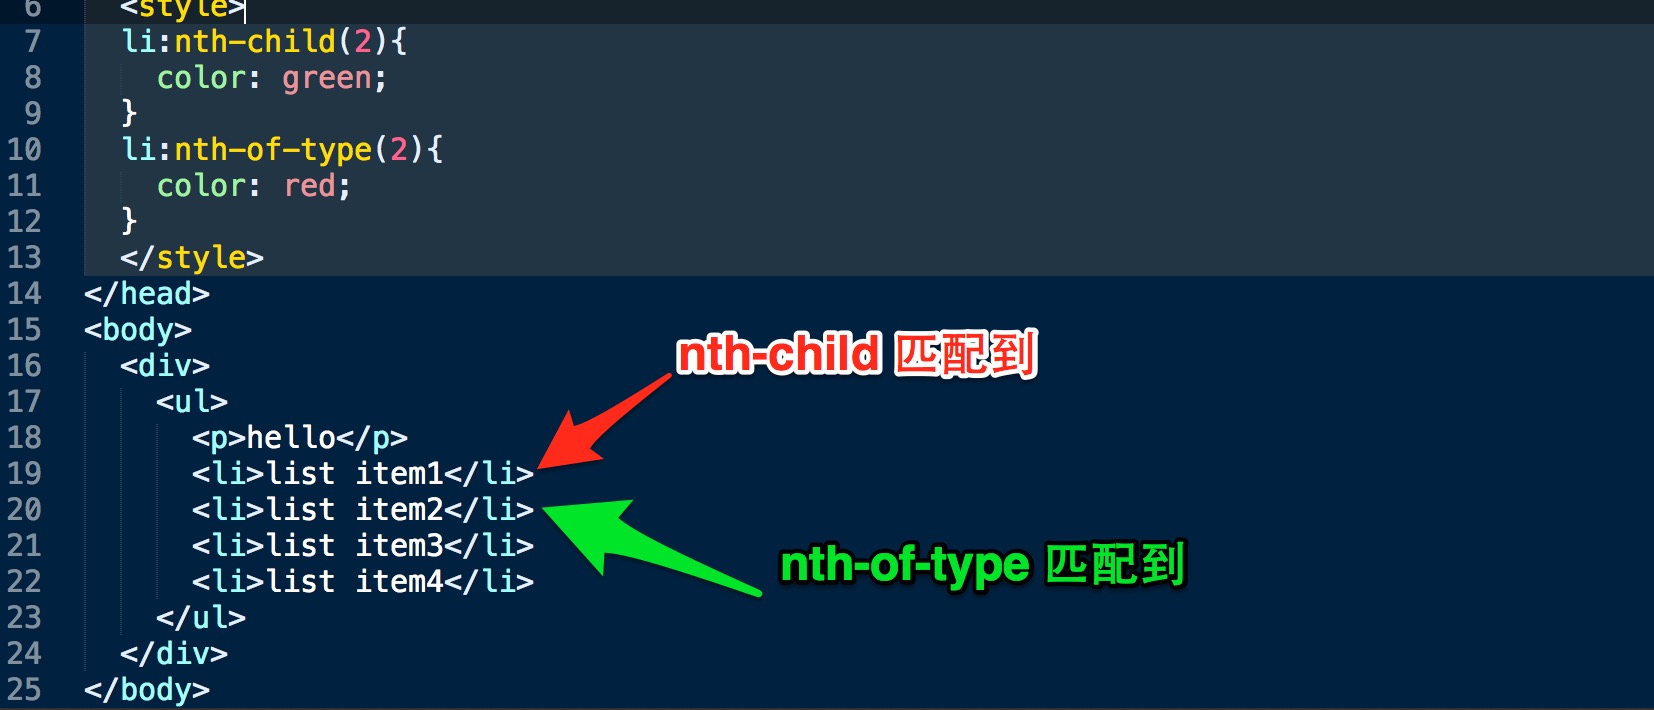 6 <style>
7 li:nth-child(2){
8 color: green;
9 }
10 li:nth-of-type(2){
11 color: red;
12 }
13 </style>
14 </head>
15 <body>
nth-child 匹配到
16 <div>
17 <ul>
18 <p>hello</p>
19 <li>list item1</li>
20 <li>list item2</li>
21 <li>list item3</li>
nth-of-type 匹配到
22 <li>list item4</li>
23 </ul>
24 </div>
25 </body>